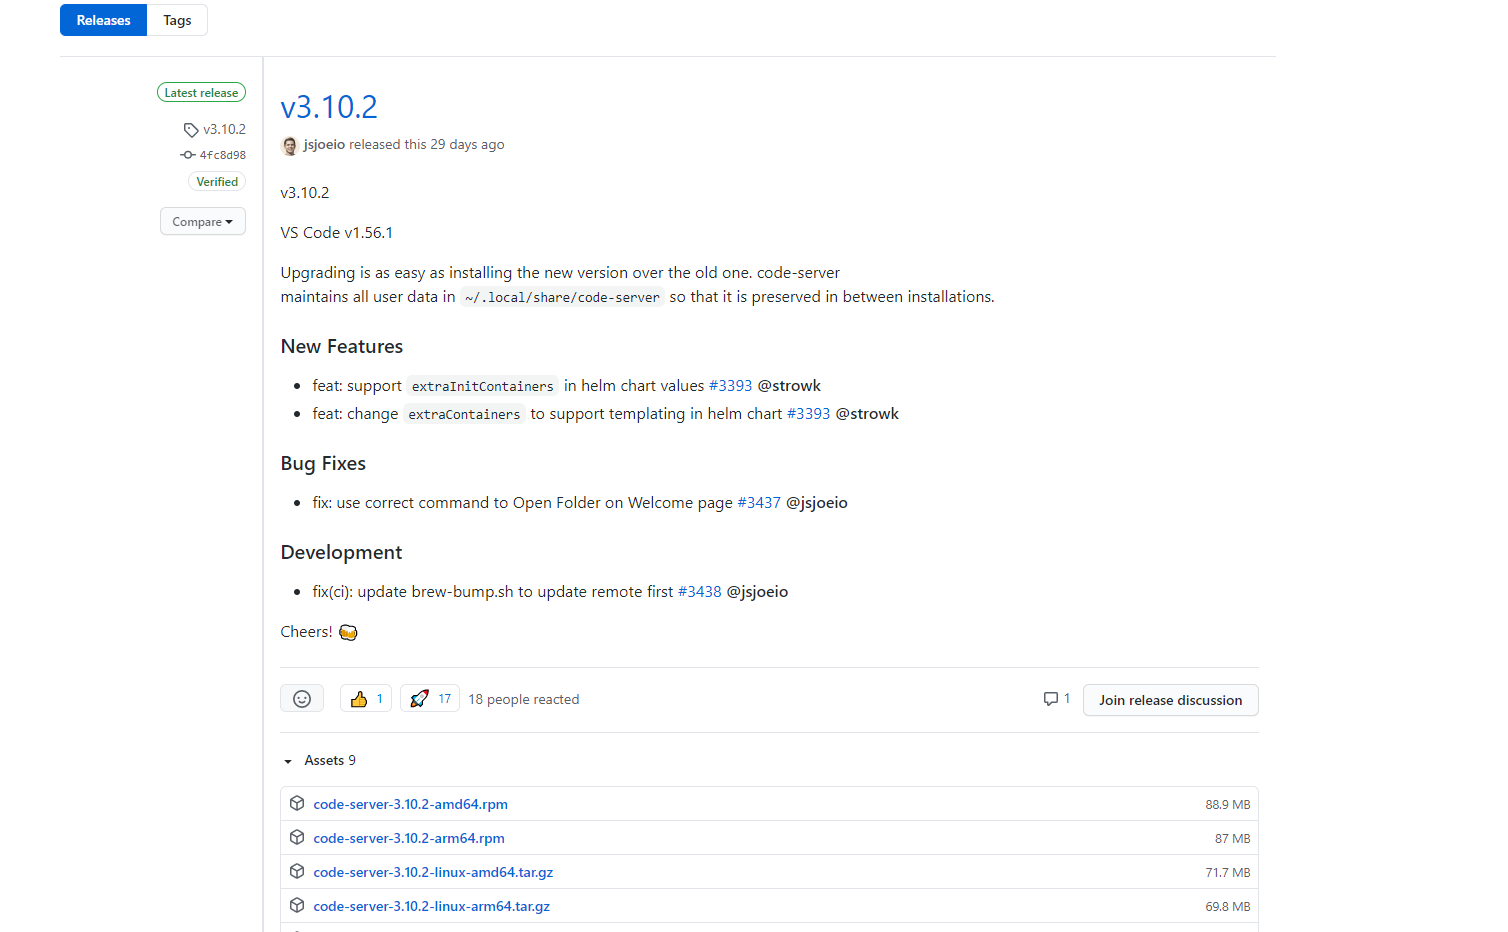 Releases Tags
Latest release
v3.10.2
4fc8d98
Verified
Compare
v3.10.2
jsjoeio released this 29 days ago
v3.10.2
VS Code v1.56.1
Upgrading is as easy as installing the new version over the old one. code-server
maintains all user data in ~/.local/share/code-server so that it is preserved in between installations.
New Features
feat: support extraInitContainers in helm chart values #3393 @strowk
feat: change extraContainers to support templating in helm chart #3393 @strowk
Bug Fixes
fix: use correct command to Open Folder on Welcome page #3437 @jsjoeio
Development
fix(ci): update brew-bump.sh to update remote first #3438 @jsjoeio
Cheers! 🍻
👍 1 🚀 17 18 people reacted 1 Join release discussion
Assets 9
code-server-3.10.2-amd64.rpm 88.9 MB
code-server-3.10.2-arm64.rpm 87 MB
code-server-3.10.2-linux-amd64.tar.gz 71.7 MB
code-server-3.10.2-linux-arm64.tar.gz 69.8 MB